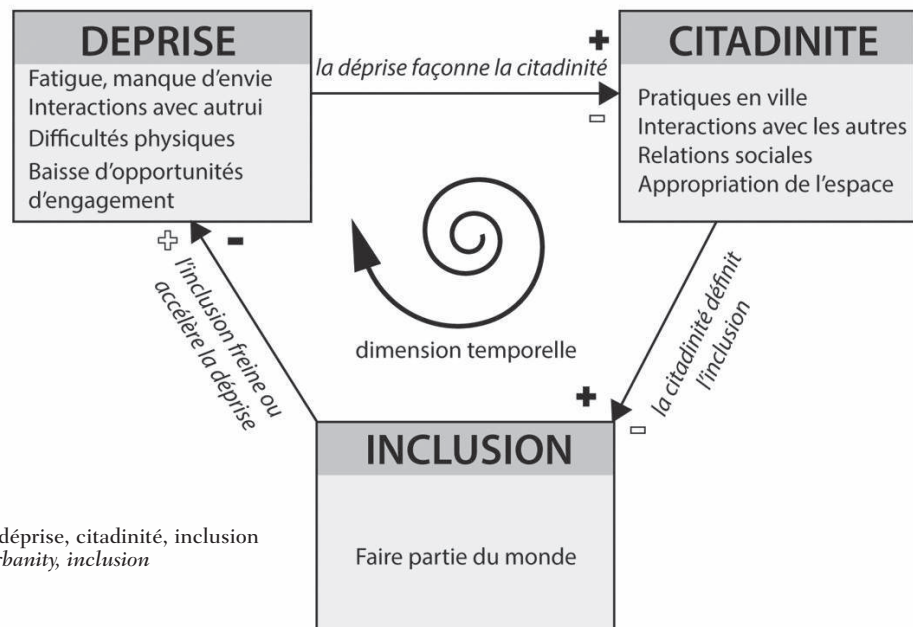 DEPRISE
Fatigue, manque d'envie
Interactions avec autrui
Difficultés physiques
Baisse d'opportunités
d'engagement
la déprise façonne la citadinité
CITADINITE
Pratiques en ville
Interactions avec les autres
Relations sociales
Appropriation de l'espace
l'inclusion freine ou
accélère la déprise
dimension temporelle
la citadinité définit
l'inclusion
INCLUSION
Faire partie du monde
déprise, citadinité, inclusion
inclusion